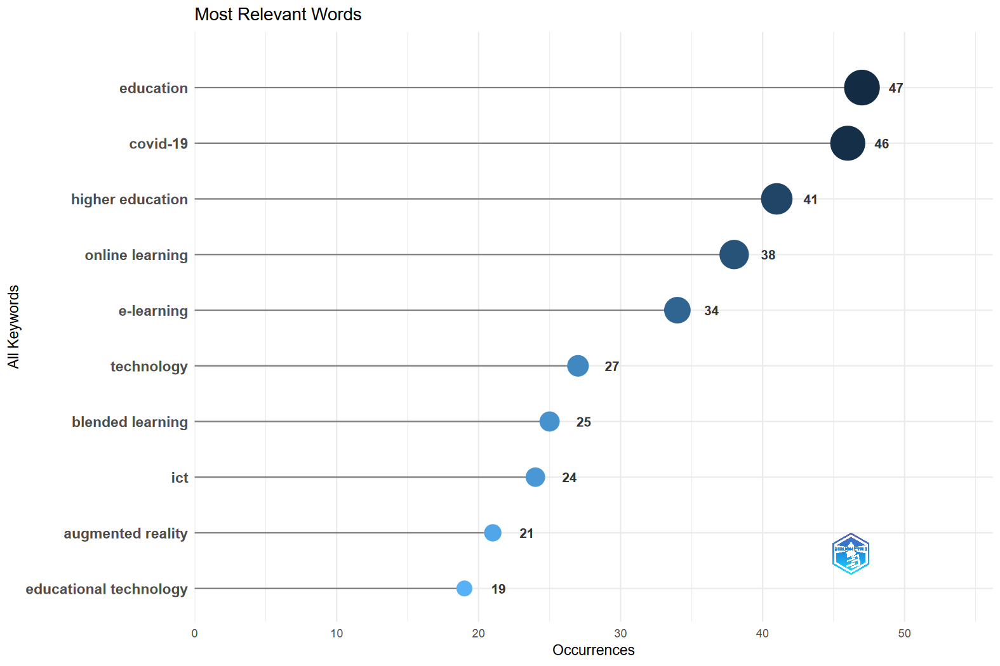 Most Relevant Words
All Keywords
education 47
covid-19 46
higher education 41
online learning 38
e-learning 34
technology 27
blended learning 25
ict 24
augmented reality 21
educational technology 19
BIBLIOMETRIX
0 10 20 30 40 50
Occurrences